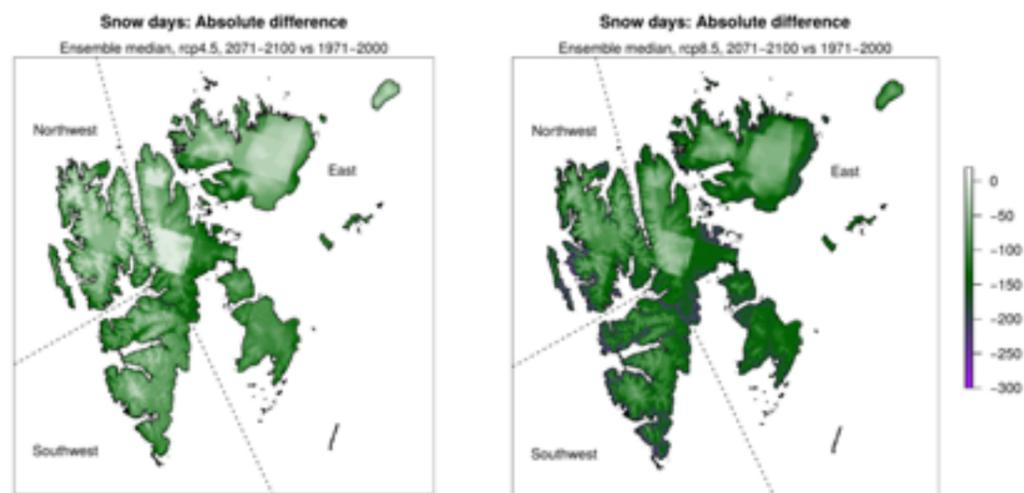 Snow days: Absolute difference
Ensemble median, rcp4.5, 2071−2100 vs 1971−2000
Northwest
East
Southwest
Snow days: Absolute difference
Ensemble median, rcp8.5, 2071−2100 vs 1971−2000
Northwest
East
Southwest
0
−50
−100
−150
−200
−250
−300